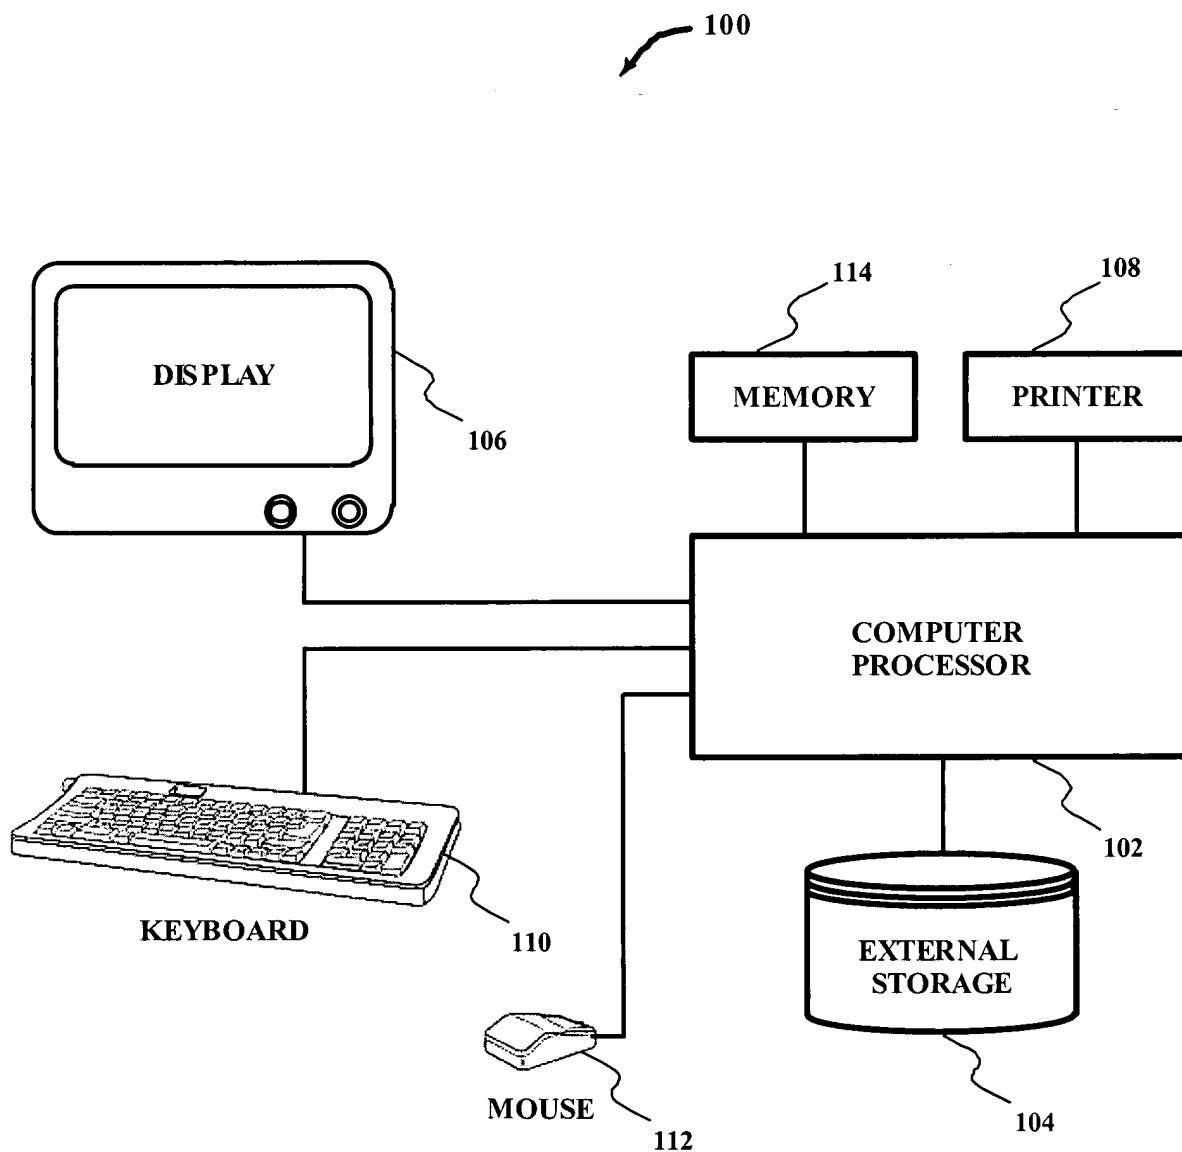 100
114
108
DISPLAY
MEMORY
PRINTER
106
COMPUTER
PROCESSOR
102
KEYBOARD
110
EXTERNAL
STORAGE
MOUSE
112
104